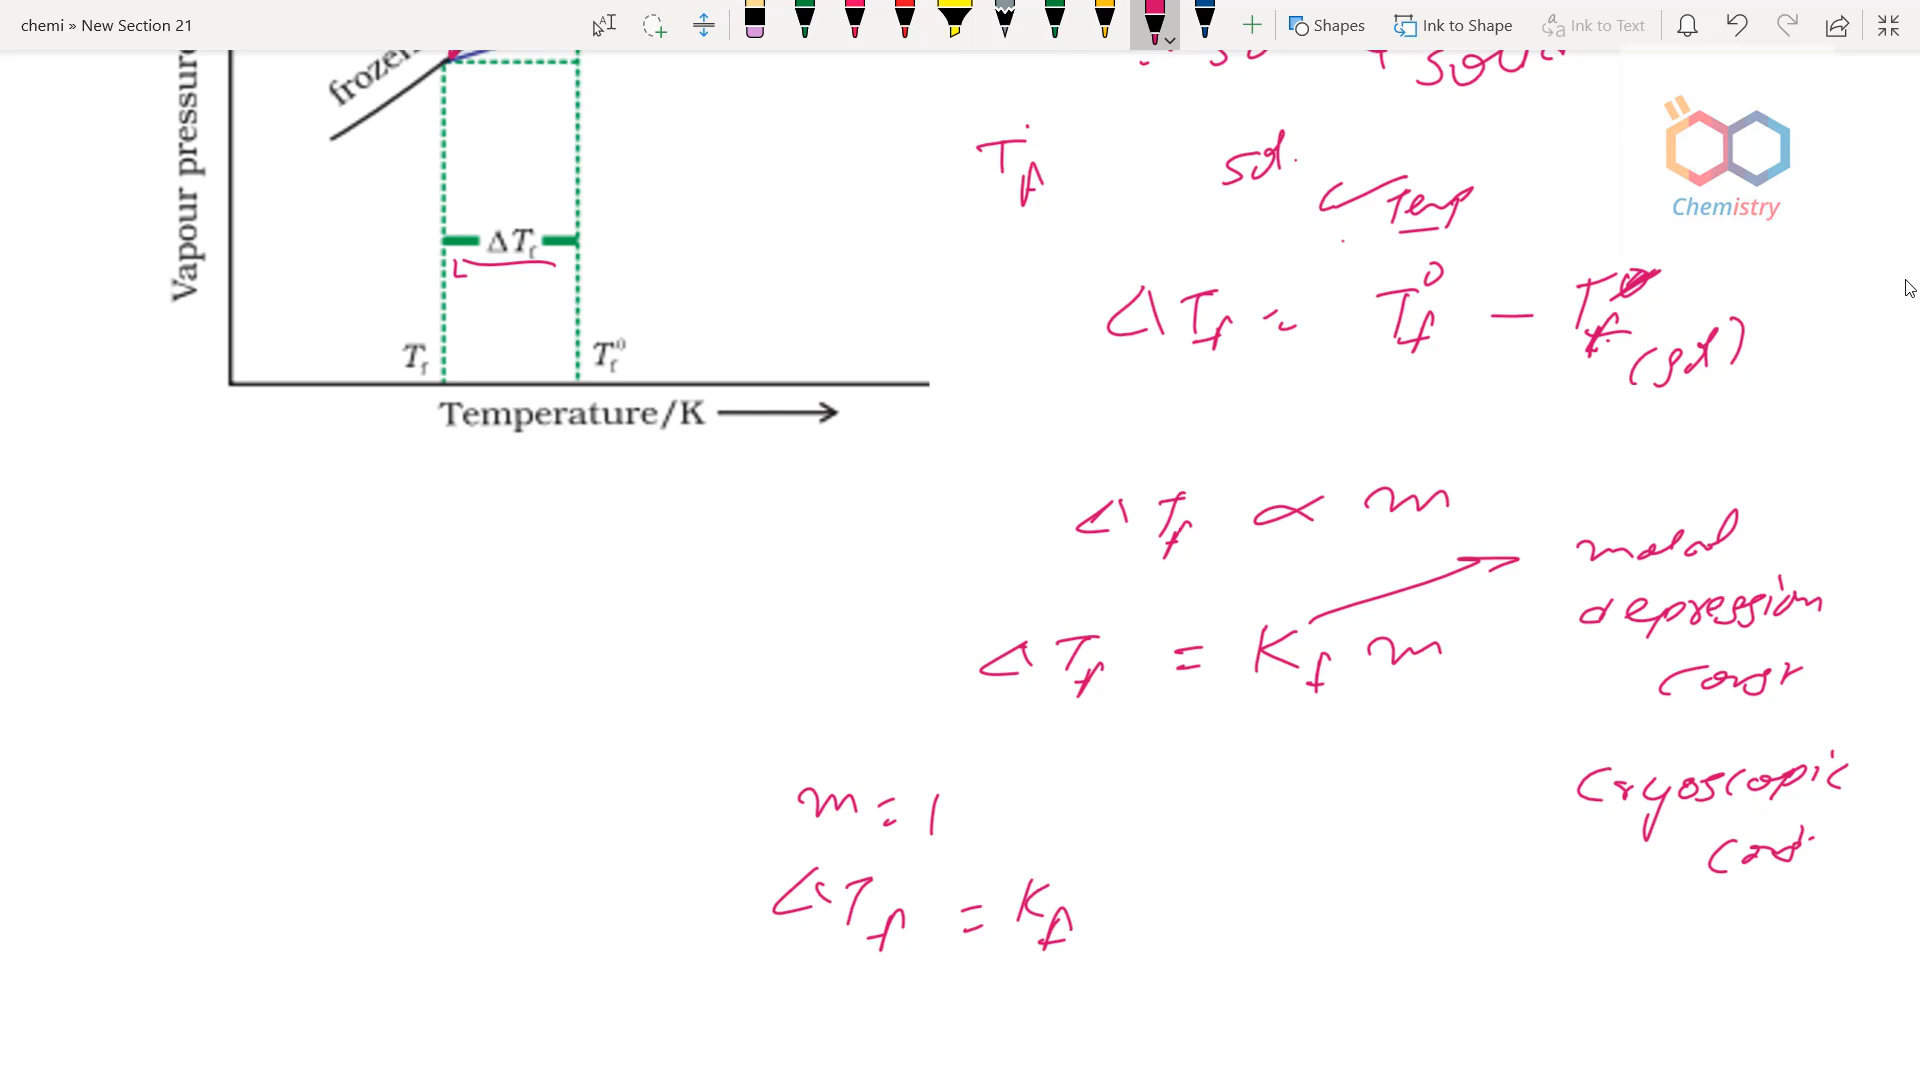 chemi » New Section 21
Shapes
Ink to Shape
Ink to Text
frozen
Vapour pressure
ΔTf
Tf
Tf⁰
Temperature/K
Tf
sol.
Temp
Chemistry
ΔTf = Tf⁰ − Tf (sol)
ΔTf ∝ m
ΔTf = Kf m
molal
depression
const
Cryoscopic
const
m = 1
ΔTf = Kf